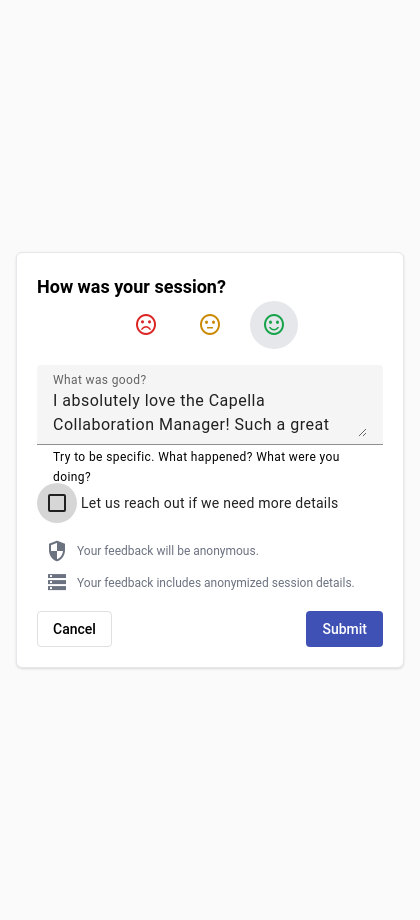 How was your session?
What was good?
I absolutely love the Capella
Collaboration Manager! Such a great
Try to be specific. What happened? What were you
doing?
Let us reach out if we need more details
Your feedback will be anonymous.
Your feedback includes anonymized session details.
Cancel
Submit